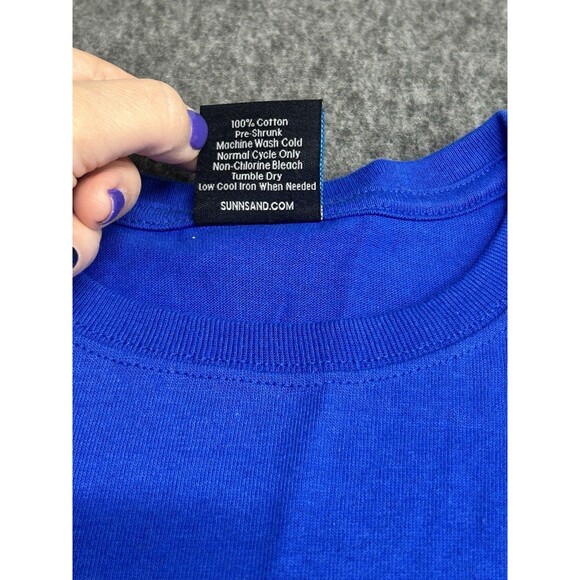 100% Cotton
Pre-Shrunk
Machine Wash Cold
Normal Cycle Only
Non-Chlorine Bleach
Tumble Dry
Low Cool Iron When Needed
SUNNSAND.COM